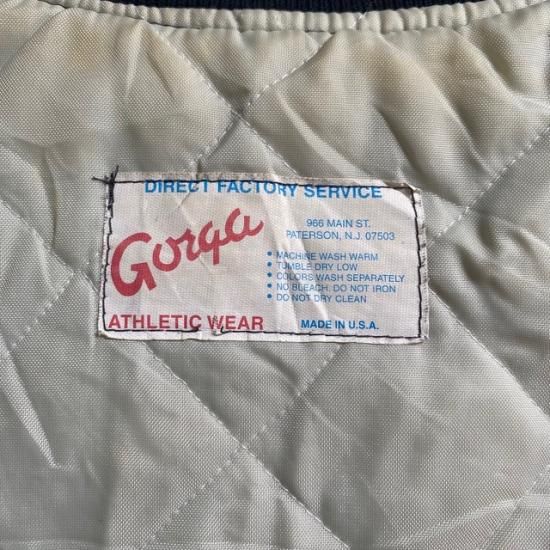 DIRECT FACTORY SERVICE
Gorga
966 MAIN ST.
PATERSON, N.J. 07503
• MACHINE WASH WARM
• TUMBLE DRY LOW
• COLORS WASH SEPARATELY
• NO BLEACH. DO NOT IRON
• DO NOT DRY CLEAN
ATHLETIC WEAR
MADE IN U.S.A.